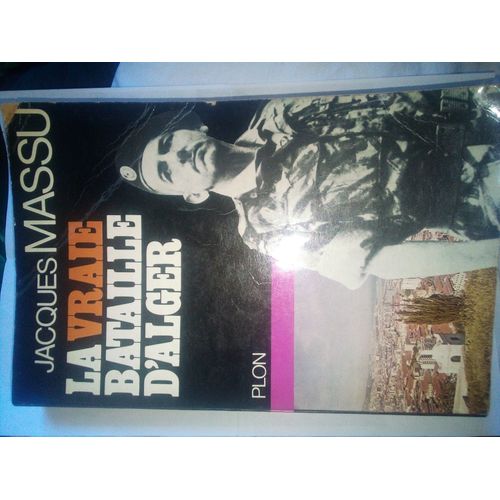 JACQUES MASSU
LA VRAIE
BATAILLE
D'ALGER
PLON